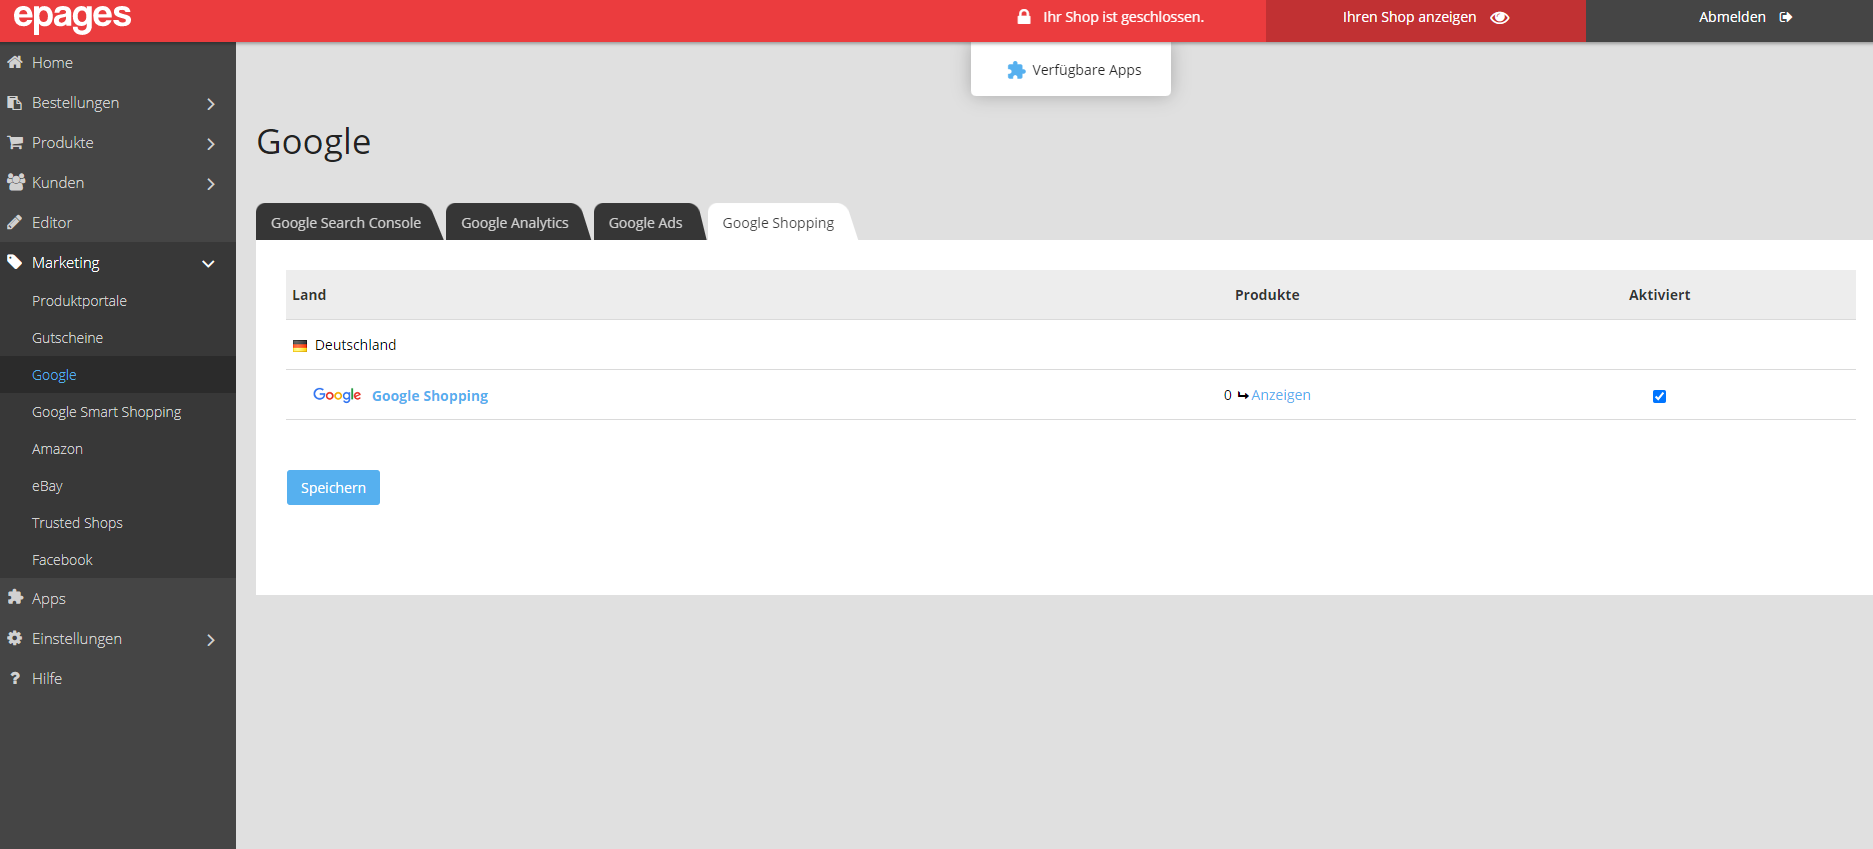 epages
Ihr Shop ist geschlossen.
Ihren Shop anzeigen
Abmelden
Verfügbare Apps
Home
Bestellungen
Produkte
Kunden
Editor
Marketing
Produktportale
Gutscheine
Google
Google Smart Shopping
Amazon
eBay
Trusted Shops
Facebook
Apps
Einstellungen
Hilfe
Google
Google Search Console
Google Analytics
Google Ads
Google Shopping
Land Produkte Aktiviert
Deutschland
Google Google Shopping 0 Anzeigen
Speichern